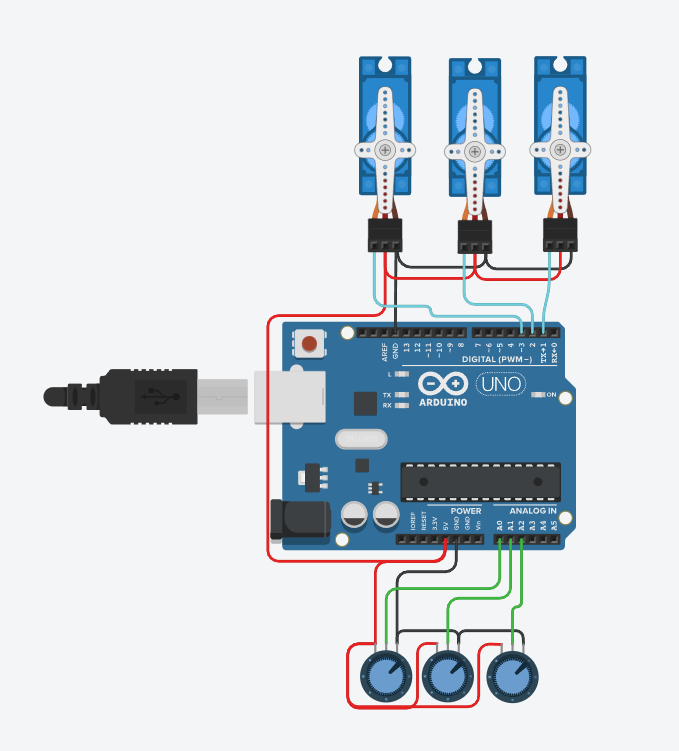 AREF
GND
13
12
~11
~10
~9
8
7
~6
~5
4
~3
2
TX→1
RX←0
DIGITAL (PWM~)
L
TX
RX
ARDUINO
UNO
ON
POWER
ANALOG IN
IOREF
RESET
3.3V
5V
GND
GND
Vin
A0
A1
A2
A3
A4
A5